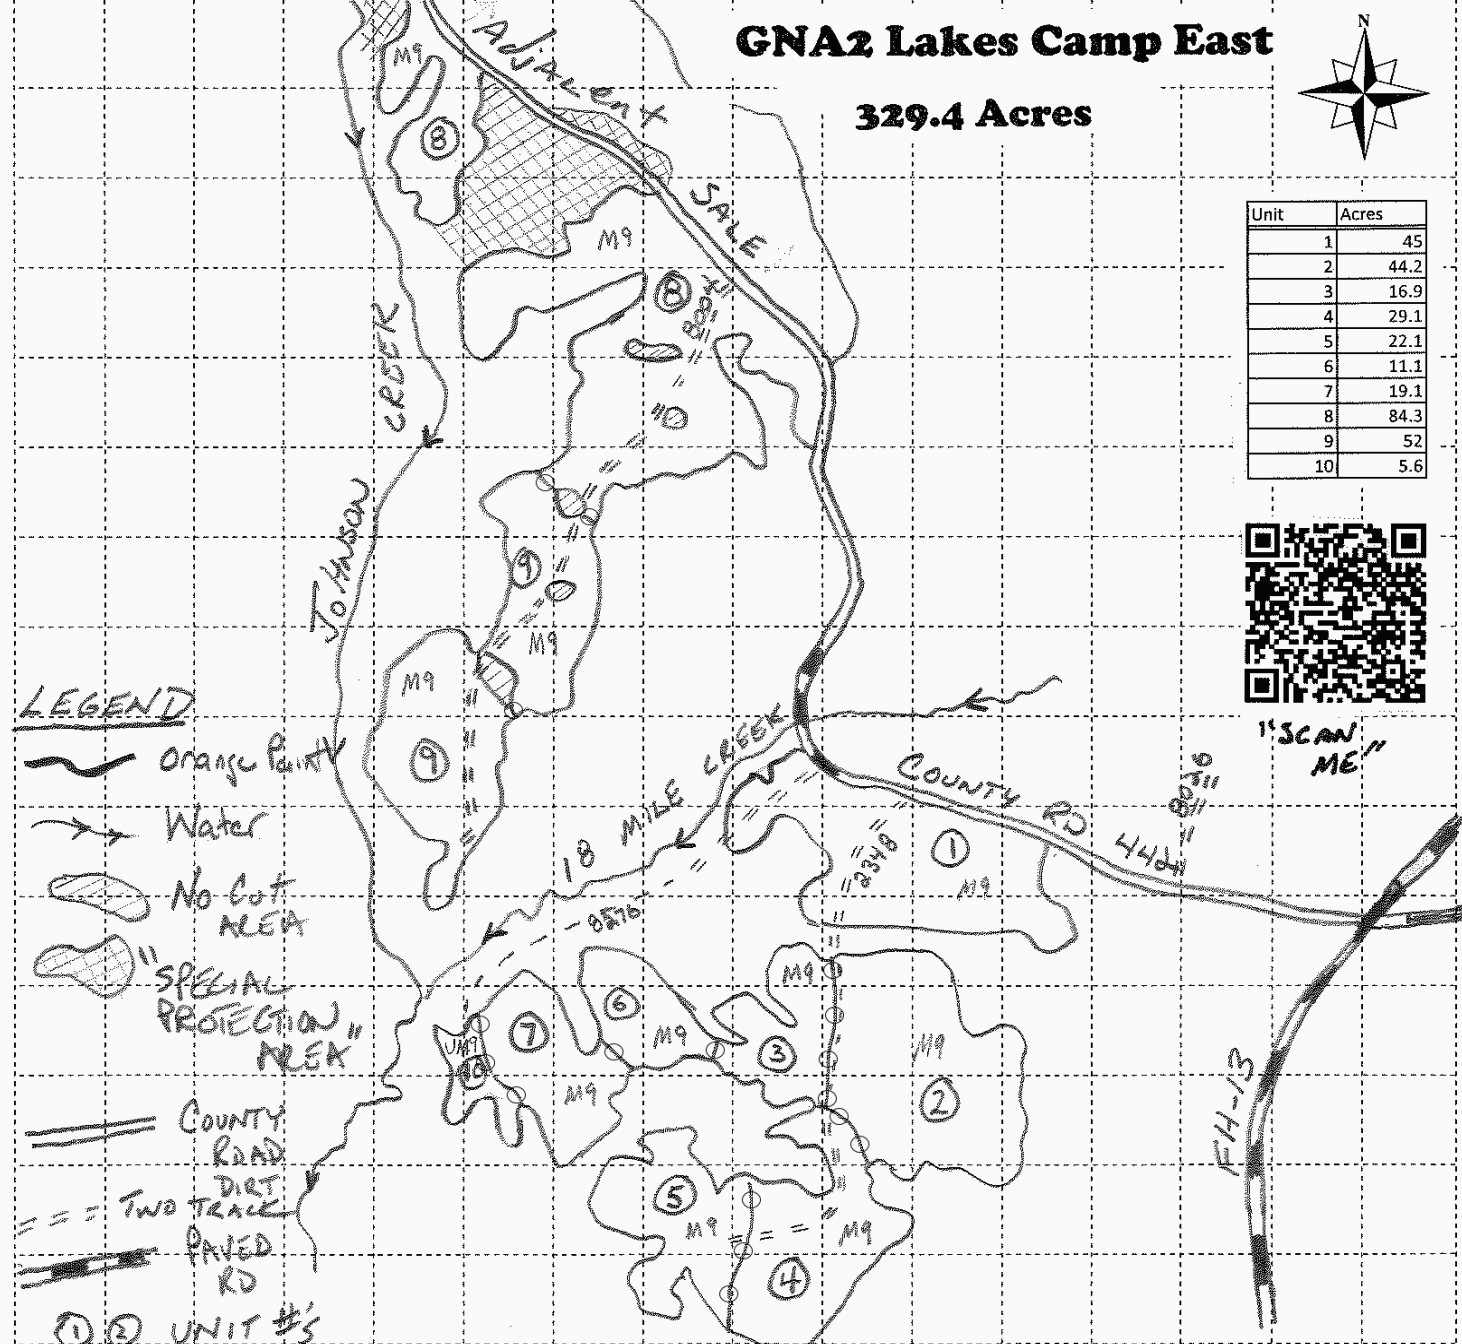 GNA2 Lakes Camp East
329.4 Acres
N
AdjAcent
SALE
M9
8
M9
8
JOHNSON CREEK
Unit Acres
1 45
2 44.2
3 16.9
4 29.1
5 22.1
6 11.1
7 19.1
8 84.3
9 52
10 5.6
"SCAN
ME"
9
M9
M9
9
18 MILE CREEK
COUNTY RD 442
2348
1
M9
8576
6
M9
M9
3
M9
2
7
M9
UM9
10
5
M9
M9
4
FH-13
LEGEND
Orange Paint
Water
No Cut
AREA
"SPECIAL
PROTECTION
AREA"
COUNTY
ROAD
DIRT
TWO TRACK
PAVED
RD
1 2 UNIT #'s